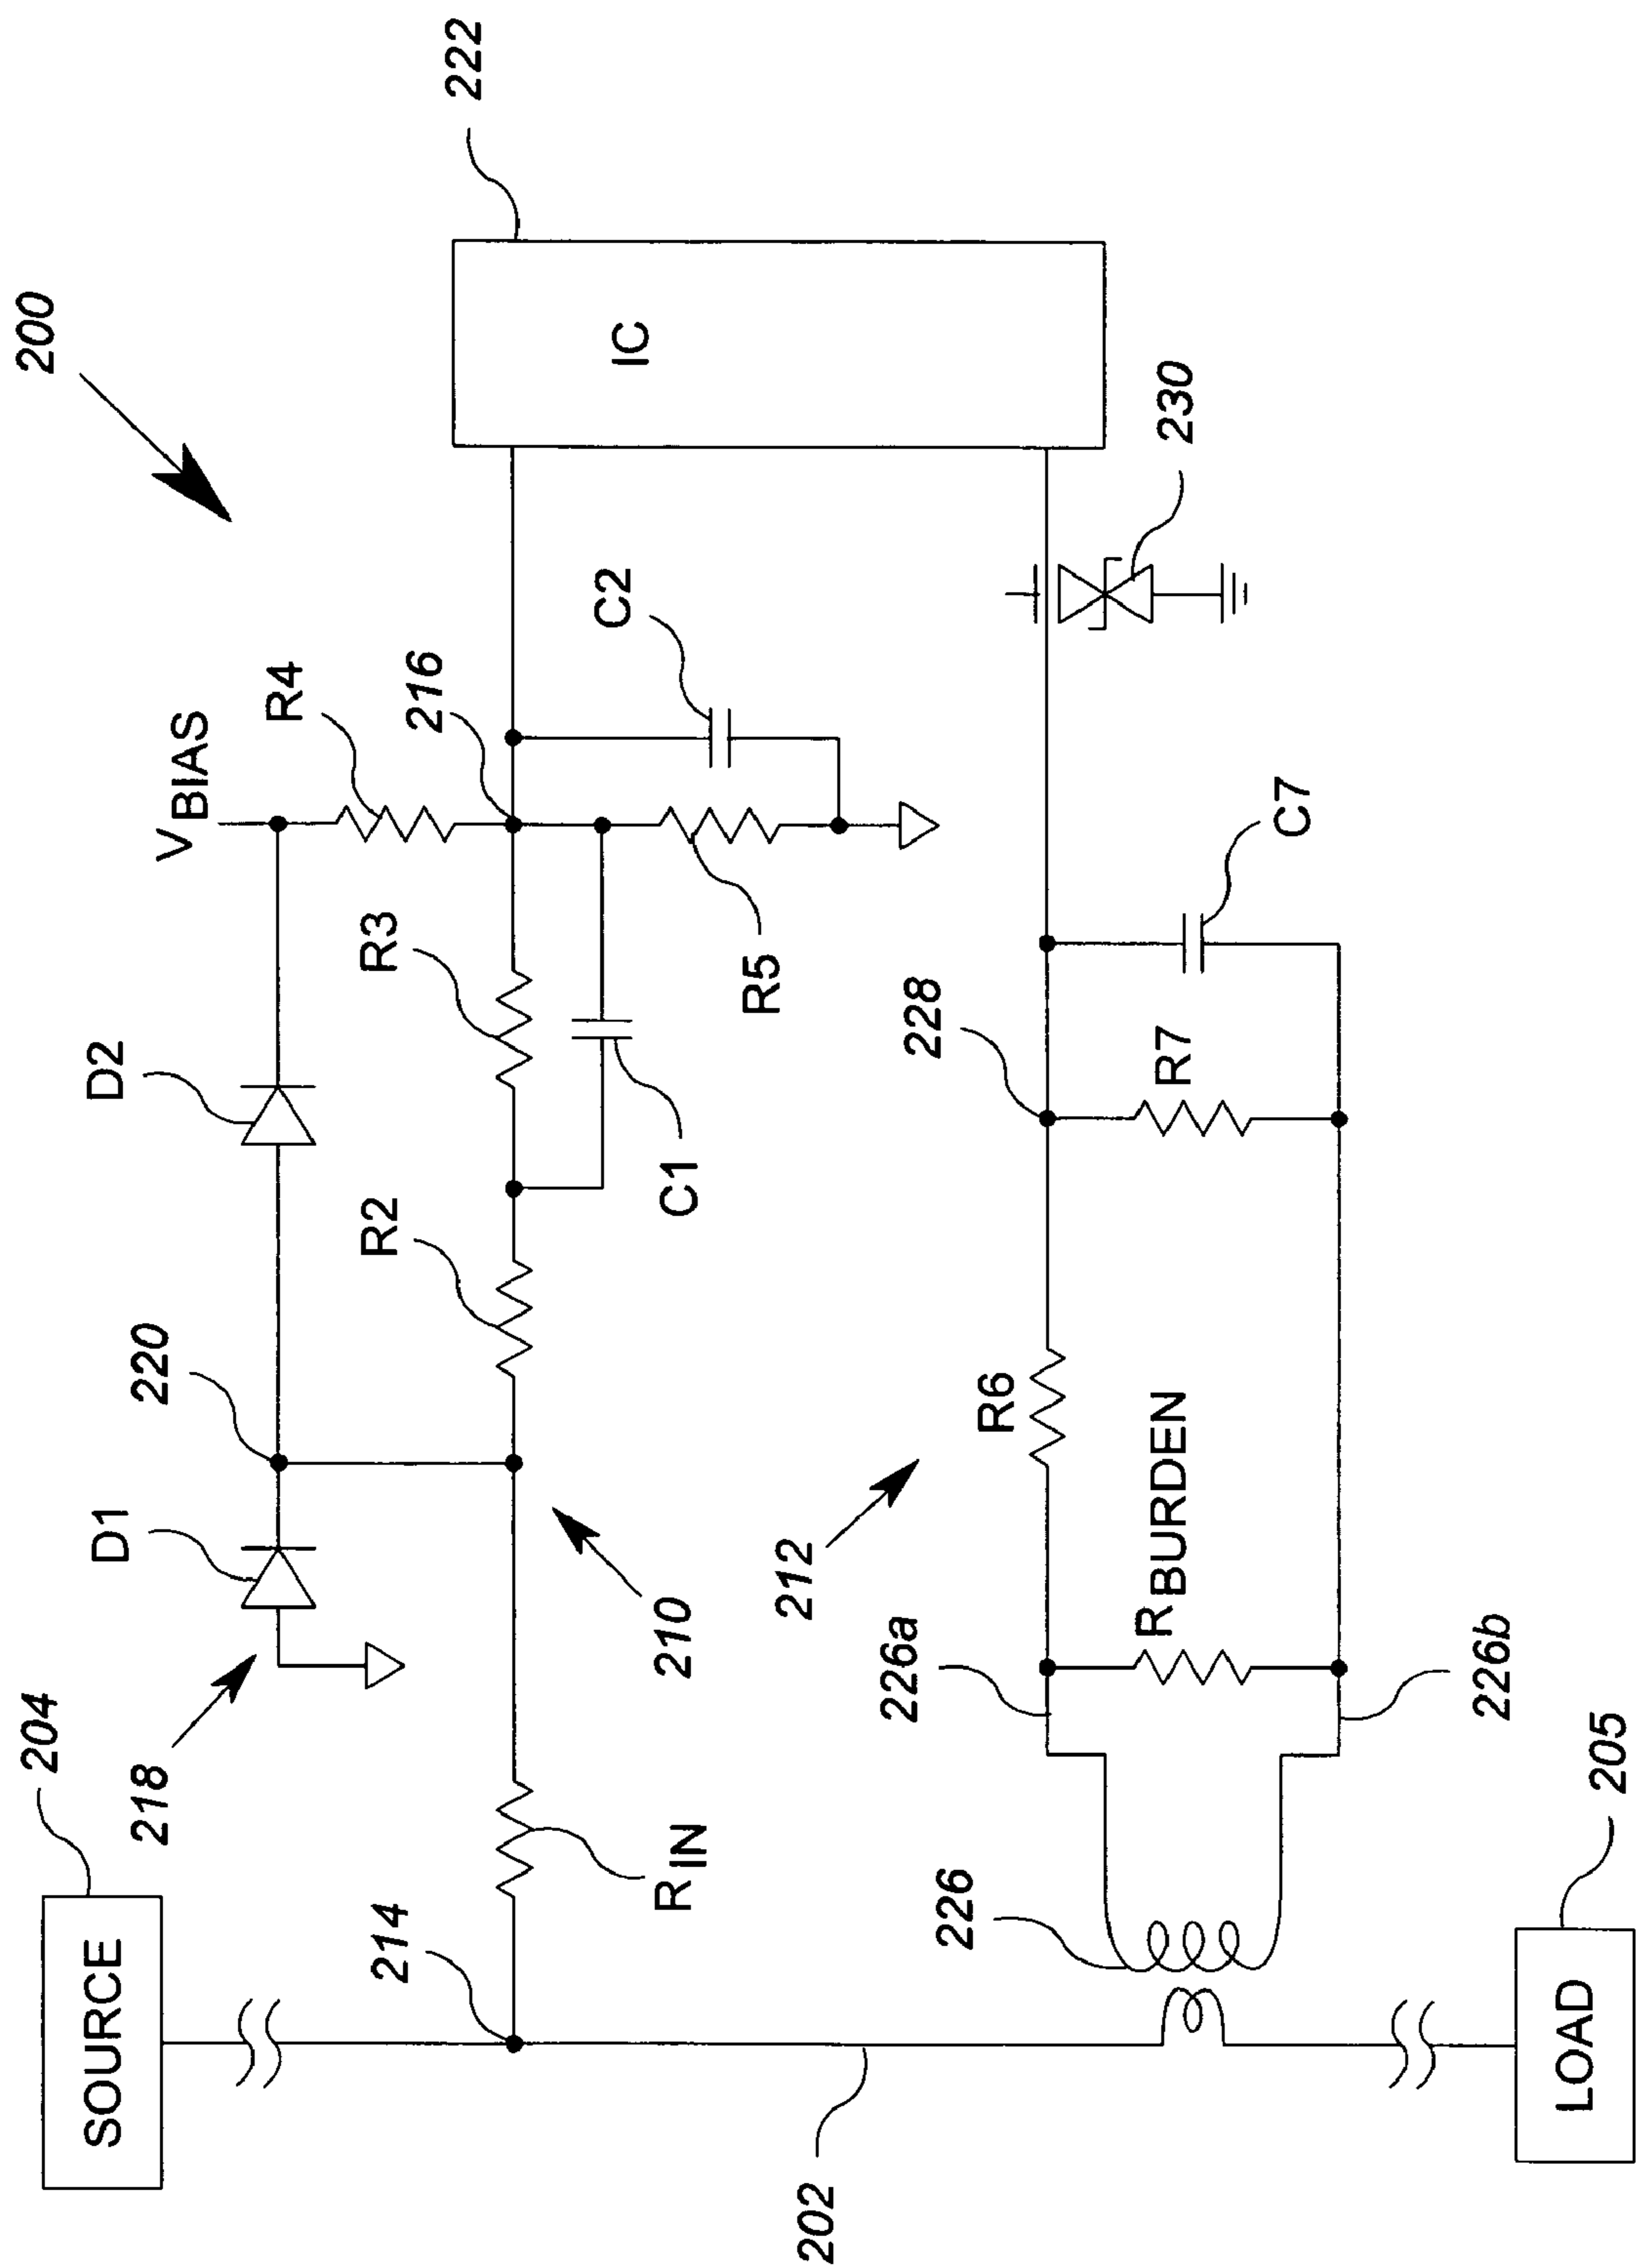 200
SOURCE
204
218
D1
220
D2
VBIAS
R4
216
C2
222
R3
R2
C1
R5
214
RIN
210
IC
230
202
226
226a
226b
212
R6
RBURDEN
228
R7
C7
LOAD
205